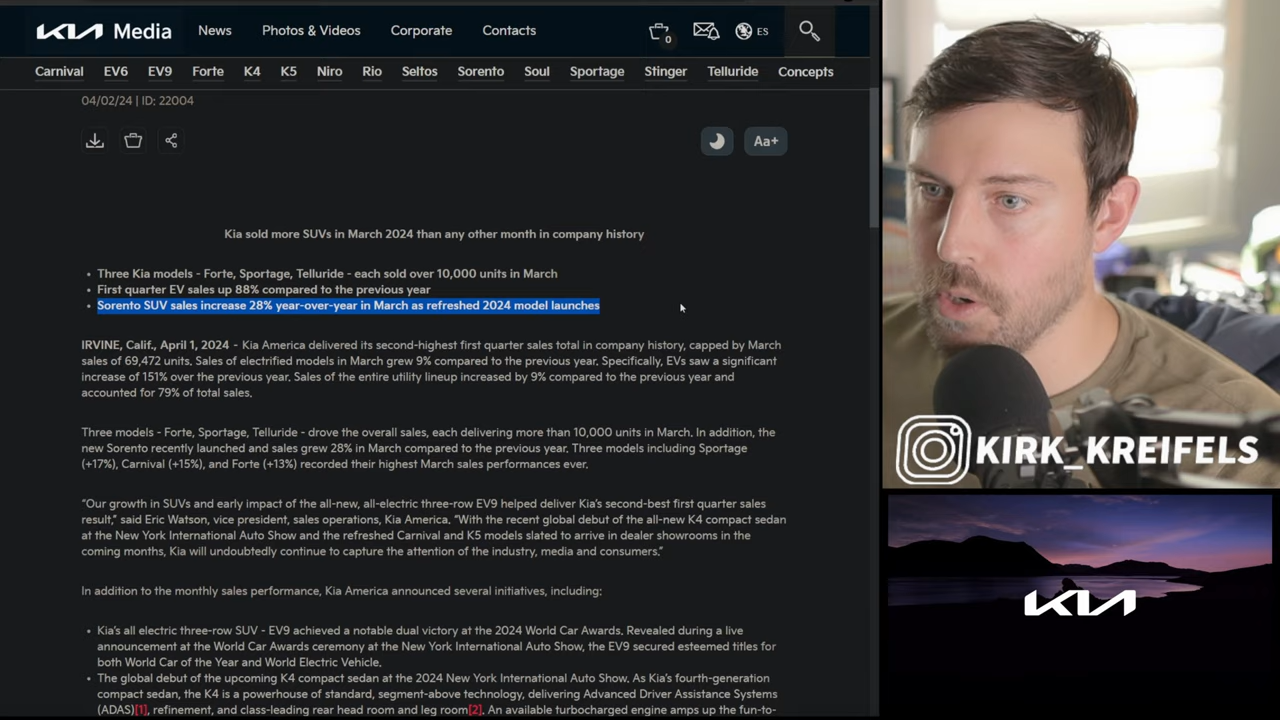 KIA Media News Photos & Videos Corporate Contacts 0 ES
Carnival EV6 EV9 Forte K4 K5 Niro Rio Seltos Sorento Soul Sportage Stinger Telluride Concepts
04/02/24 | ID: 22004
Aa+
Kia sold more SUVs in March 2024 than any other month in company history
• Three Kia models - Forte, Sportage, Telluride - each sold over 10,000 units in March
• First quarter EV sales up 88% compared to the previous year
• Sorento SUV sales increase 28% year-over-year in March as refreshed 2024 model launches
IRVINE, Calif., April 1, 2024 - Kia America delivered its second-highest first quarter sales total in company history, capped by March
sales of 69,472 units. Sales of electrified models in March grew 9% compared to the previous year. Specifically, EVs saw a significant
increase of 151% over the previous year. Sales of the entire utility lineup increased by 9% compared to the previous year and
accounted for 79% of total sales.
Three models - Forte, Sportage, Telluride - drove the overall sales, each delivering more than 10,000 units in March. In addition, the
new Sorento recently launched and sales grew 28% in March compared to the previous year. Three models including Sportage
(+17%), Carnival (+15%), and Forte (+13%) recorded their highest March sales performances ever.
“Our growth in SUVs and early impact of the all-new, all-electric three-row EV9 helped deliver Kia’s second-best first quarter sales
result,” said Eric Watson, vice president, sales operations, Kia America. “With the recent global debut of the all-new K4 compact sedan
at the New York International Auto Show and the refreshed Carnival and K5 models slated to arrive in dealer showrooms in the
coming months, Kia will undoubtedly continue to capture the attention of the industry, media and consumers.”
In addition to the monthly sales performance, Kia America announced several initiatives, including:
• Kia’s all electric three-row SUV - EV9 achieved a notable dual victory at the 2024 World Car Awards. Revealed during a live
announcement at the World Car Awards ceremony at the New York International Auto Show, the EV9 secured esteemed titles for
both World Car of the Year and World Electric Vehicle.
• The global debut of the upcoming K4 compact sedan at the 2024 New York International Auto Show. As Kia’s fourth-generation
compact sedan, the K4 is a powerhouse of standard, segment-above technology, delivering Advanced Driver Assistance Systems
(ADAS)[1], refinement, and class-leading rear head room and leg room[2]. An available turbocharged engine amps up the fun-to-
KIRK_KREIFELS
KIA